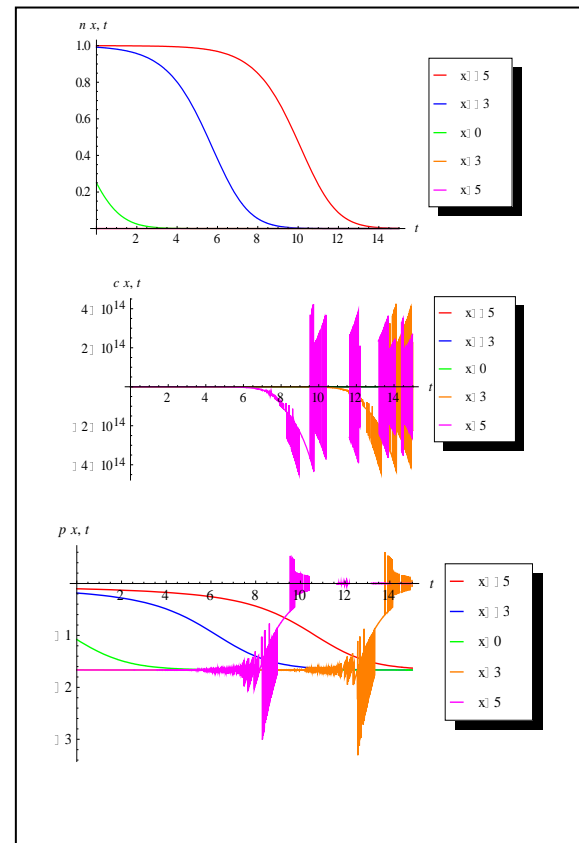 n x, t
1.0
0.8
0.6
0.4
0.2
2 4 6 8 10 12 14 t
x□□5
x□□3
x□0
x□3
x□5
c x, t
4□ 10^14
2□ 10^14
2 4 6 8 10 12 14 t
□2□ 10^14
□4□ 10^14
x□□5
x□□3
x□0
x□3
x□5
p x, t
2 4 6 8 10 12 14 t
□1
□2
□3
x□□5
x□□3
x□0
x□3
x□5